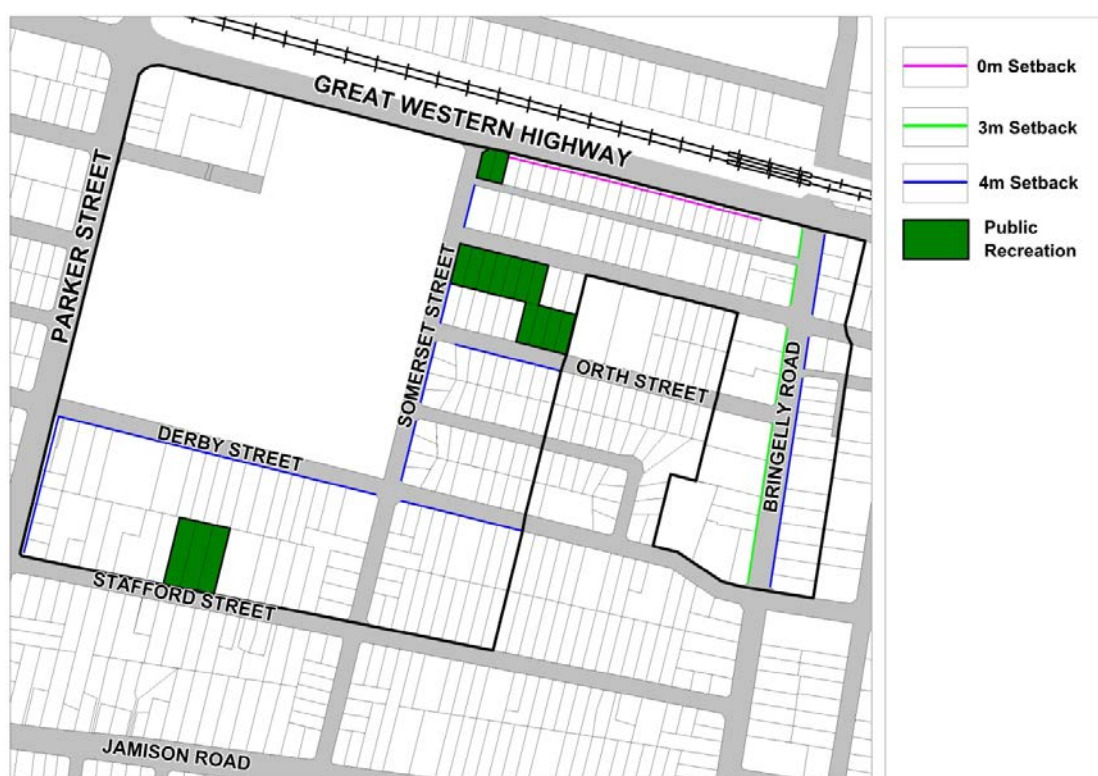 GREAT WESTERN HIGHWAY
PARKER STREET
SOMERSET STREET
ORTH STREET
BRINGELLY ROAD
DERBY STREET
STAFFORD STREET
JAMISON ROAD
0m Setback
3m Setback
4m Setback
Public
Recreation